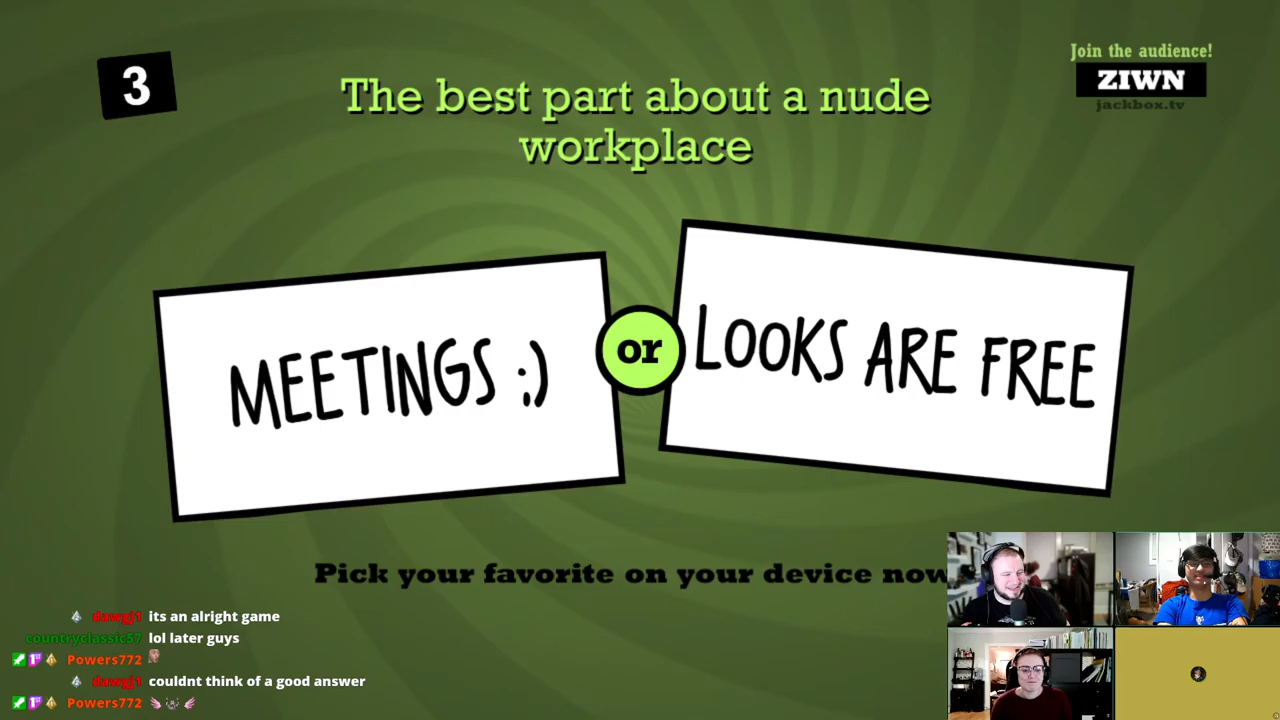 3
The best part about a nude
workplace
Join the audience!
ZIWN
jackbox.tv
MEETINGS :)
or
LOOKS ARE FREE
Pick your favorite on your device now
dawgj1 its an alright game
countryclassic57 lol later guys
Powers772
dawgj1 couldnt think of a good answer
Powers772